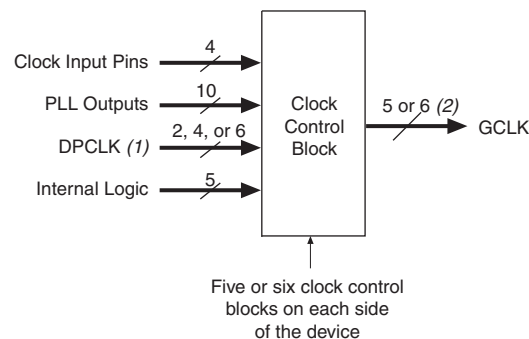 Clock Input Pins
4
PLL Outputs
10
DPCLK (1)
2, 4, or 6
Internal Logic
5
Clock
Control
Block
5 or 6 (2)
GCLK
Five or six clock control
blocks on each side
of the device